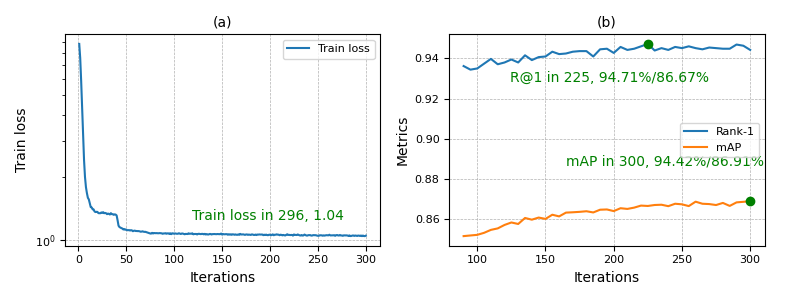 (a)
Train loss
Train loss in 296, 1.04
Train loss
10^0
0
50
100
150
200
250
300
Iterations
(b)
R@1 in 225, 94.71%/86.67%
Rank-1
mAP
mAP in 300, 94.42%/86.91%
Metrics
0.94
0.92
0.90
0.88
0.86
100
150
200
250
300
Iterations